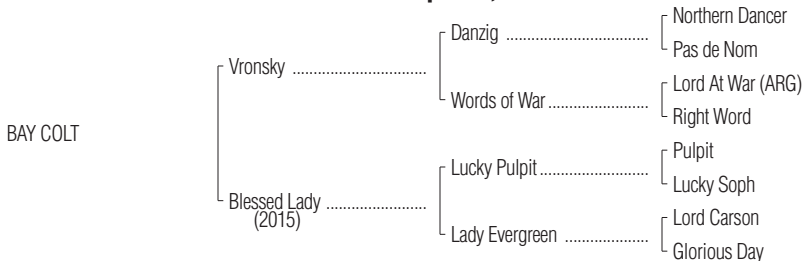 Northern Dancer
Danzig ..................................
Pas de Nom
Vronsky ................................
Lord At War (ARG)
Words of War........................
Right Word
BAY COLT
Pulpit
Lucky Pulpit..........................
Lucky Soph
Blessed Lady ........................
(2015)
Lord Carson
Lady Evergreen ....................
Glorious Day